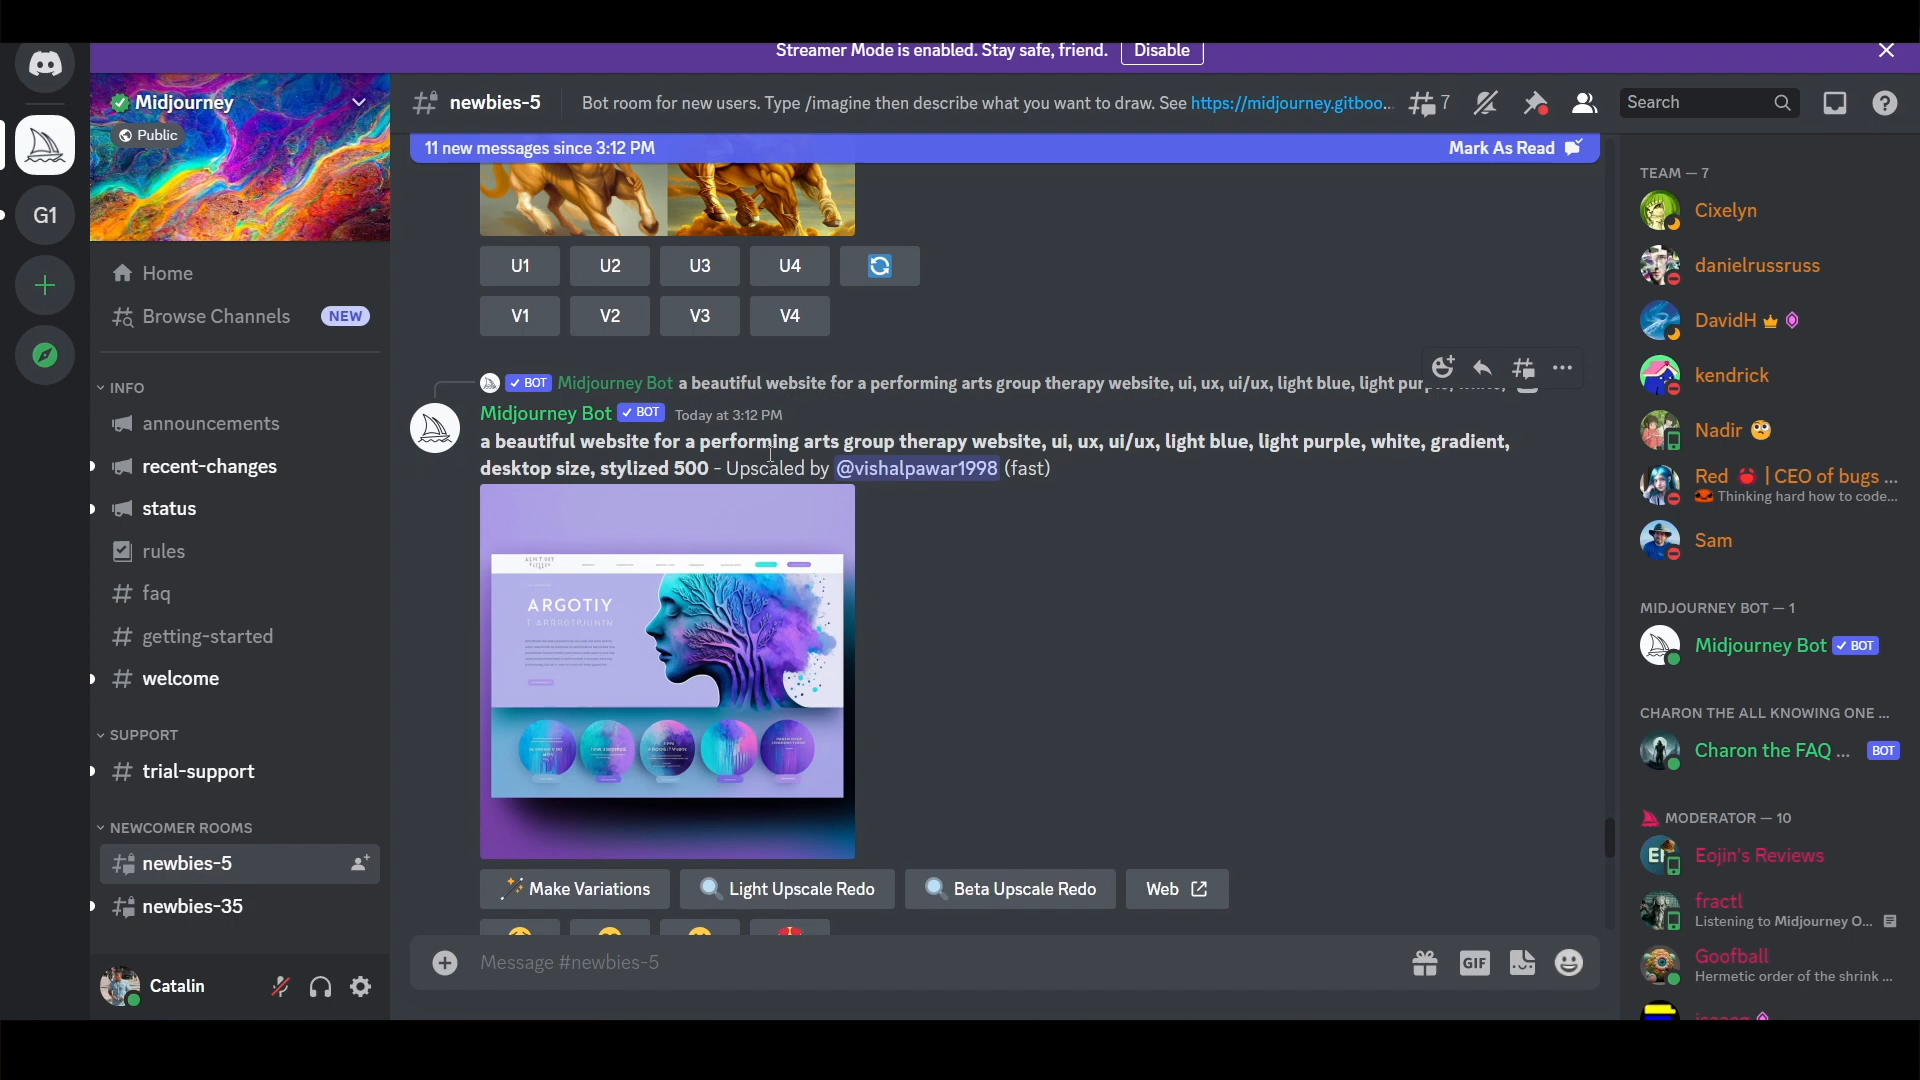 Streamer Mode is enabled. Stay safe, friend. Disable
Midjourney
Public
G1
Home
Browse Channels NEW
INFO
announcements
recent-changes
status
rules
faq
getting-started
welcome
SUPPORT
trial-support
NEWCOMER ROOMS
newbies-5
newbies-35
Catalin
newbies-5 Bot room for new users. Type /imagine then describe what you want to draw. See https://midjourney.gitboo... 7 Search
11 new messages since 3:12 PM Mark As Read
U1 U2 U3 U4
V1 V2 V3 V4
BOT Midjourney Bot a beautiful website for a performing arts group therapy website, ui, ux, ui/ux, light blue, light purple, white,
Midjourney Bot BOT Today at 3:12 PM
a beautiful website for a performing arts group therapy website, ui, ux, ui/ux, light blue, light purple, white, gradient,
desktop size, stylized 500 - Upscaled by @vishalpawar1998 (fast)
ARGOTIY
Make Variations Light Upscale Redo Beta Upscale Redo Web
Message #newbies-5
GIF
TEAM — 7
Cixelyn
danielrussruss
DavidH
kendrick
Nadir
Red | CEO of bugs ...
Thinking hard how to code...
Sam
MIDJOURNEY BOT — 1
Midjourney Bot BOT
CHARON THE ALL KNOWING ONE ...
Charon the FAQ ... BOT
MODERATOR — 10
Eojin's Reviews
fractl
Listening to Midjourney O...
Goofball
Hermetic order of the shrink ...